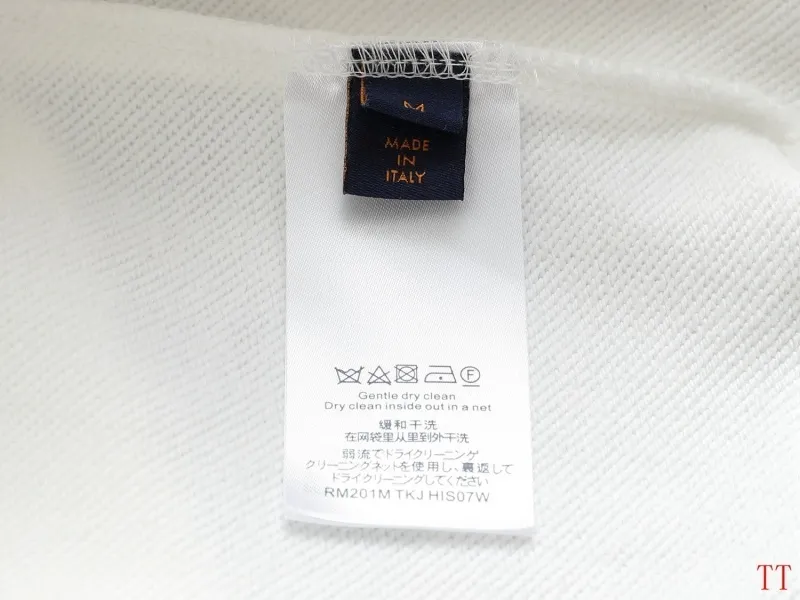 M
MADE
IN
ITALY
F
Gentle dry clean
Dry clean inside out in a net
缓和干洗
在网袋里从里到外干洗
弱流でドライクリーニング
クリーニングネットを使用し、裏返して
ドライクリーニングしてください
RM201M TKJ HIS07W
TT